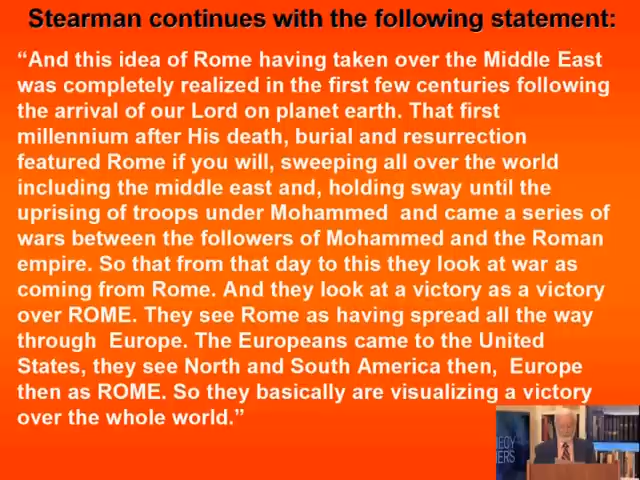 Stearman continues with the following statement:
“And this idea of Rome having taken over the Middle East
was completely realized in the first few centuries following
the arrival of our Lord on planet earth. That first
millennium after His death, burial and resurrection
featured Rome if you will, sweeping all over the world
including the middle east and, holding sway until the
uprising of troops under Mohammed  and came a series of
wars between the followers of Mohammed and the Roman
empire. So that from that day to this they look at war as
coming from Rome. And they look at a victory as a victory
over ROME. They see Rome as having spread all the way
through  Europe. The Europeans came to the United
States, they see North and South America then,  Europe
then as ROME. So they basically are visualizing a victory
over the whole world.”